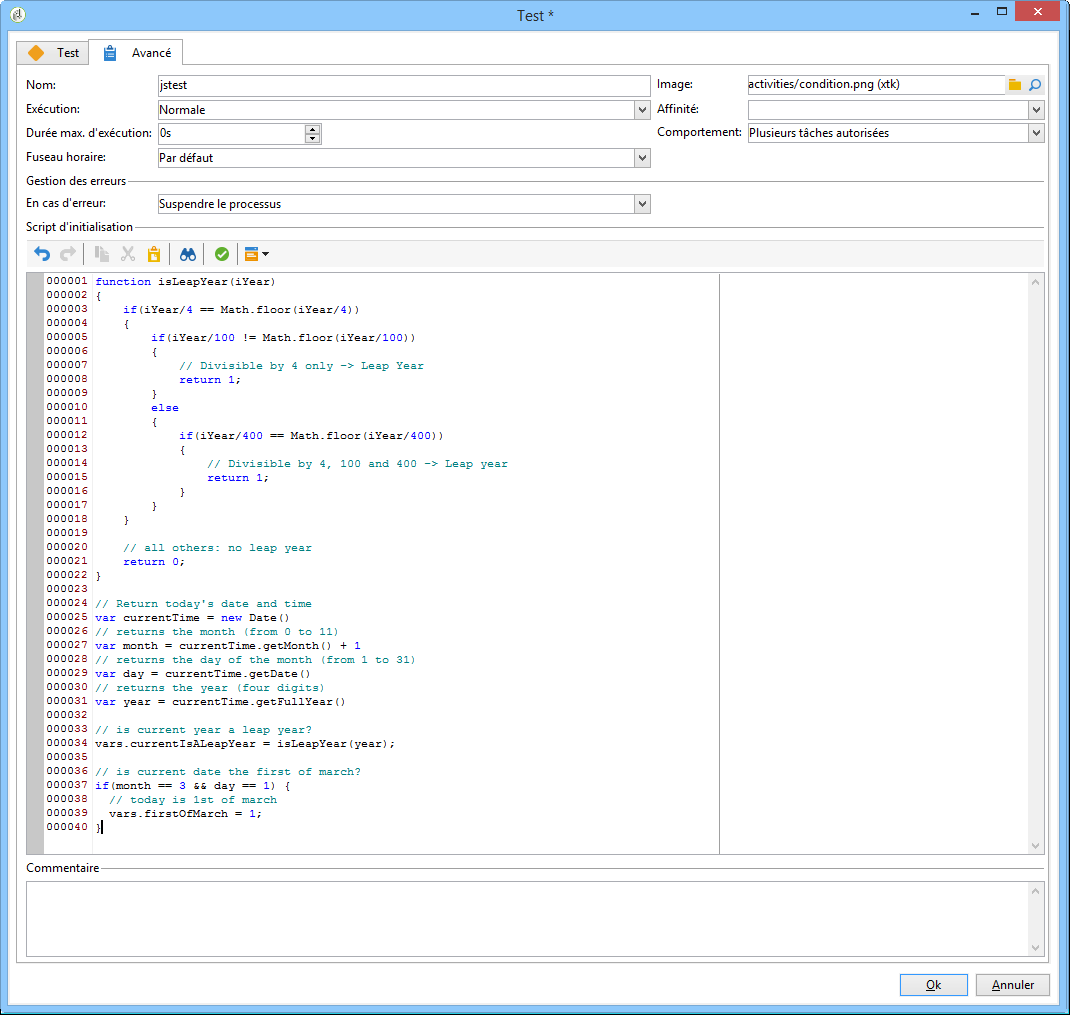 Test *
Test
Avancé
Nom: jstest
Image: activities/condition.png (xtk)
Exécution: Normale
Affinité:
Durée max. d'exécution: 0s
Comportement: Plusieurs tâches autorisées
Fuseau horaire: Par défaut
Gestion des erreurs
En cas d'erreur: Suspendre le processus
Script d'initialisation
000001 function isLeapYear(iYear)
000002 {
000003     if(iYear/4 == Math.floor(iYear/4))
000004     {
000005         if(iYear/100 != Math.floor(iYear/100))
000006         {
000007             // Divisible by 4 only -> Leap Year
000008             return 1;
000009         }
000010         else
000011         {
000012             if(iYear/400 == Math.floor(iYear/400))
000013             {
000014                 // Divisible by 4, 100 and 400 -> Leap year
000015                 return 1;
000016             }
000017         }
000018     }
000019
000020     // all others: no leap year
000021     return 0;
000022 }
000023
000024 // Return today's date and time
000025 var currentTime = new Date()
000026 // returns the month (from 0 to 11)
000027 var month = currentTime.getMonth() + 1
000028 // returns the day of the month (from 1 to 31)
000029 var day = currentTime.getDate()
000030 // returns the year (four digits)
000031 var year = currentTime.getFullYear()
000032
000033 // is current year a leap year?
000034 vars.currentIsALeapYear = isLeapYear(year);
000035
000036 // is current date the first of march?
000037 if(month == 3 && day == 1) {
000038   // today is 1st of march
000039   vars.firstOfMarch = 1;
000040 }
Commentaire
Ok
Annuler